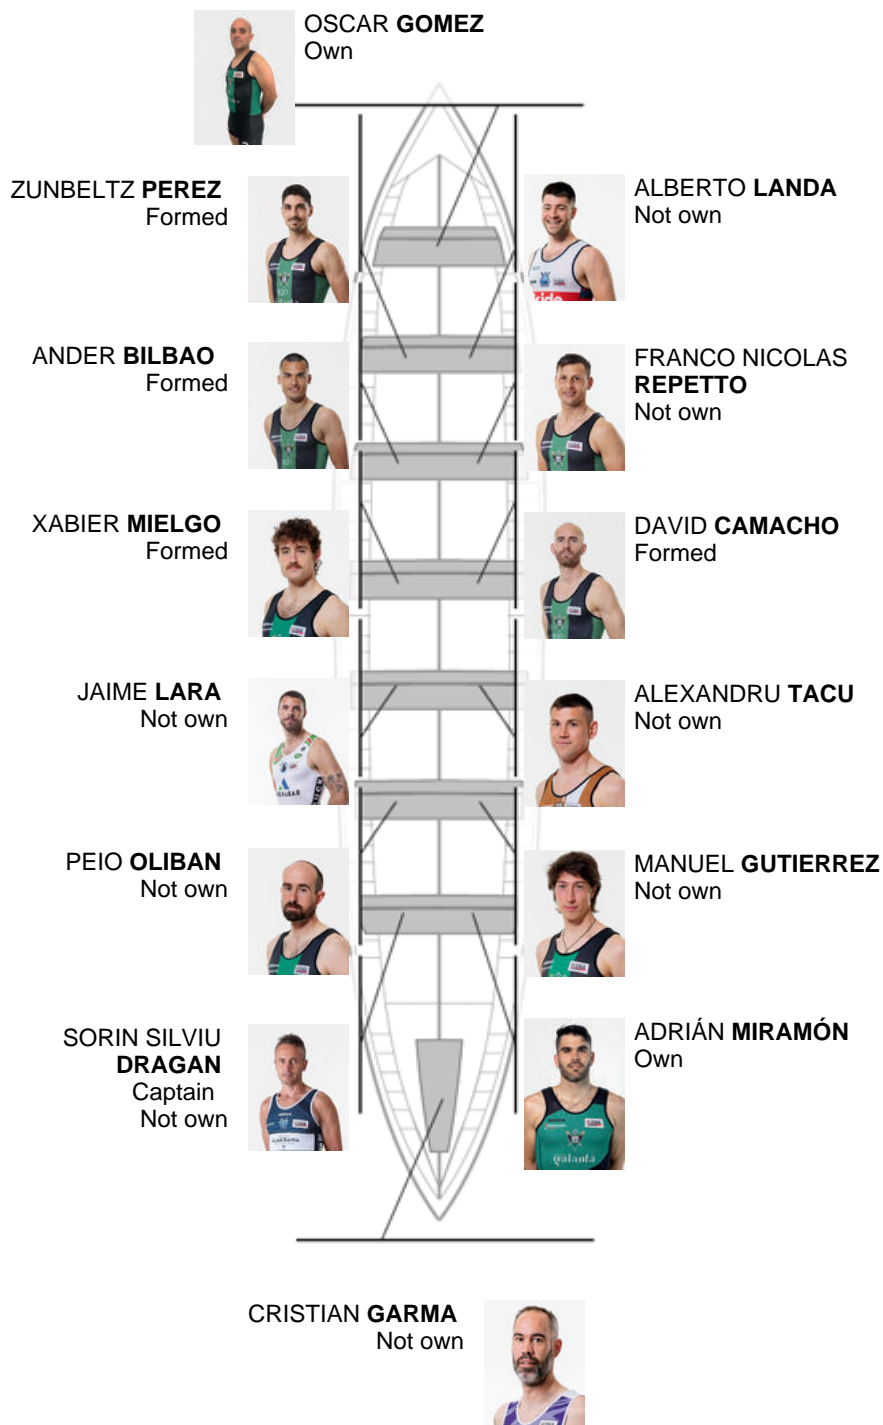 OSCAR GOMEZ
Own
ZUNBELTZ PEREZ
Formed
ALBERTO LANDA
Not own
ANDER BILBAO
Formed
FRANCO NICOLAS
REPETTO
Not own
XABIER MIELGO
Formed
DAVID CAMACHO
Formed
JAIME LARA
Not own
ALEXANDRU TACU
Not own
PEIO OLIBAN
Not own
MANUEL GUTIERREZ
Not own
SORIN SILVIU
DRAGAN
Captain
Not own
ADRIÁN MIRAMÓN
Own
CRISTIAN GARMA
Not own